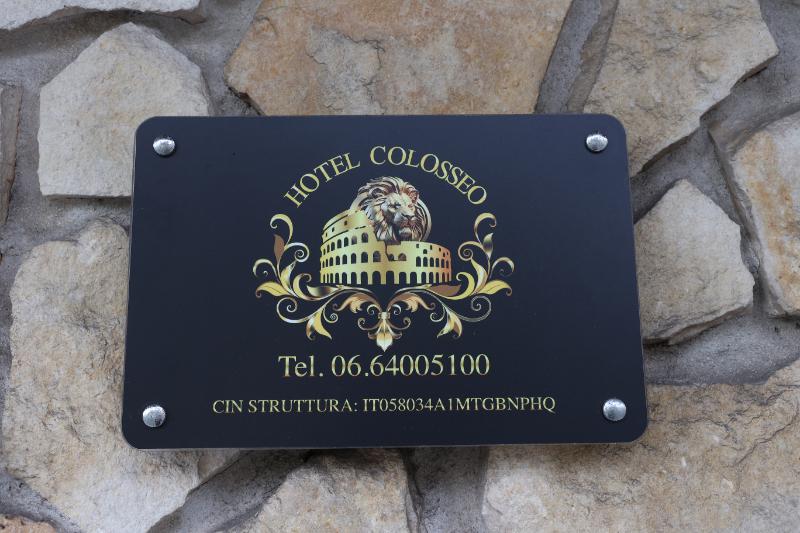 HOTEL COLOSSEO
Tel. 06.64005100
CIN STRUTTURA: IT058034A1MTGBNPHQ